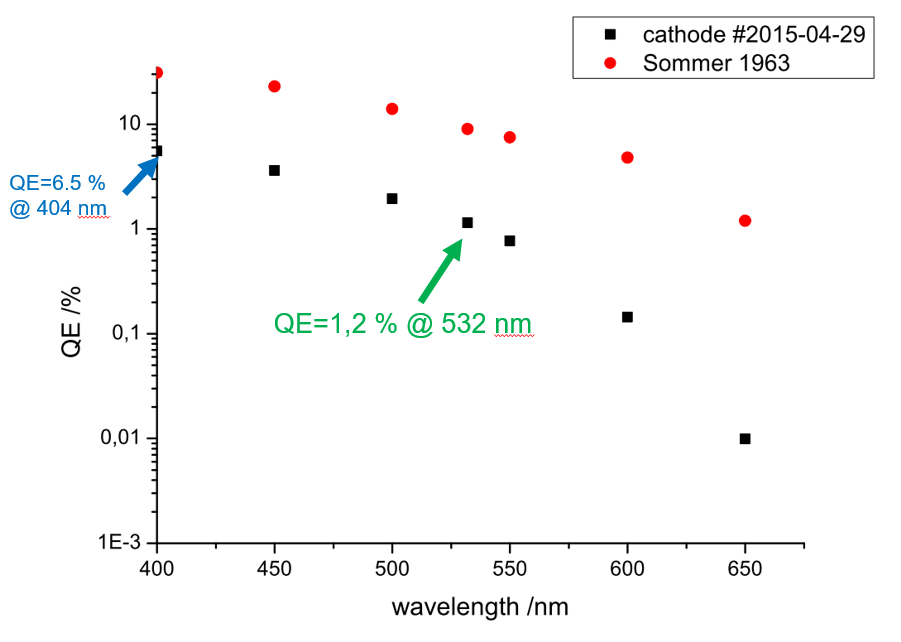 cathode #2015-04-29
Sommer 1963
10
QE=6.5 %
@ 404 nm
1
QE=1,2 % @ 532 nm
QE /%
0,1
0,01
1E-3
400 450 500 550 600 650
wavelength /nm